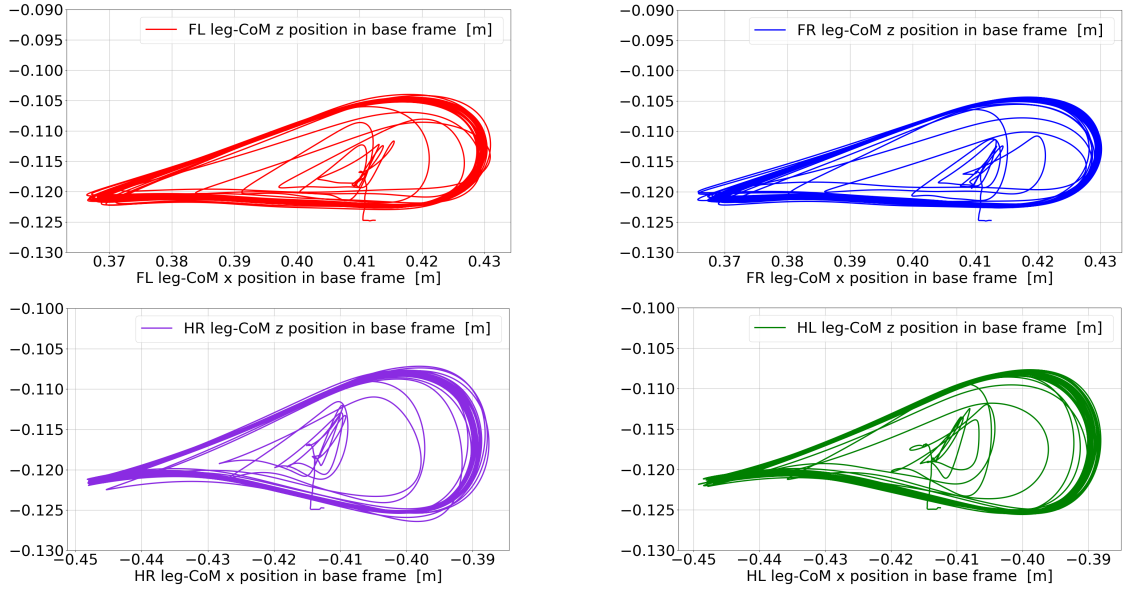 FL leg-CoM z position in base frame [m]
−0.090
−0.095
−0.100
−0.105
−0.110
−0.115
−0.120
−0.125
−0.130
0.37 0.38 0.39 0.40 0.41 0.42 0.43
FL leg-CoM x position in base frame [m]
FR leg-CoM z position in base frame [m]
−0.090
−0.095
−0.100
−0.105
−0.110
−0.115
−0.120
−0.125
−0.130
0.37 0.38 0.39 0.40 0.41 0.42 0.43
FR leg-CoM x position in base frame [m]
HR leg-CoM z position in base frame [m]
−0.100
−0.105
−0.110
−0.115
−0.120
−0.125
−0.130
−0.45 −0.44 −0.43 −0.42 −0.41 −0.40 −0.39
HR leg-CoM x position in base frame [m]
HL leg-CoM z position in base frame [m]
−0.100
−0.105
−0.110
−0.115
−0.120
−0.125
−0.130
−0.45 −0.44 −0.43 −0.42 −0.41 −0.40 −0.39
HL leg-CoM x position in base frame [m]